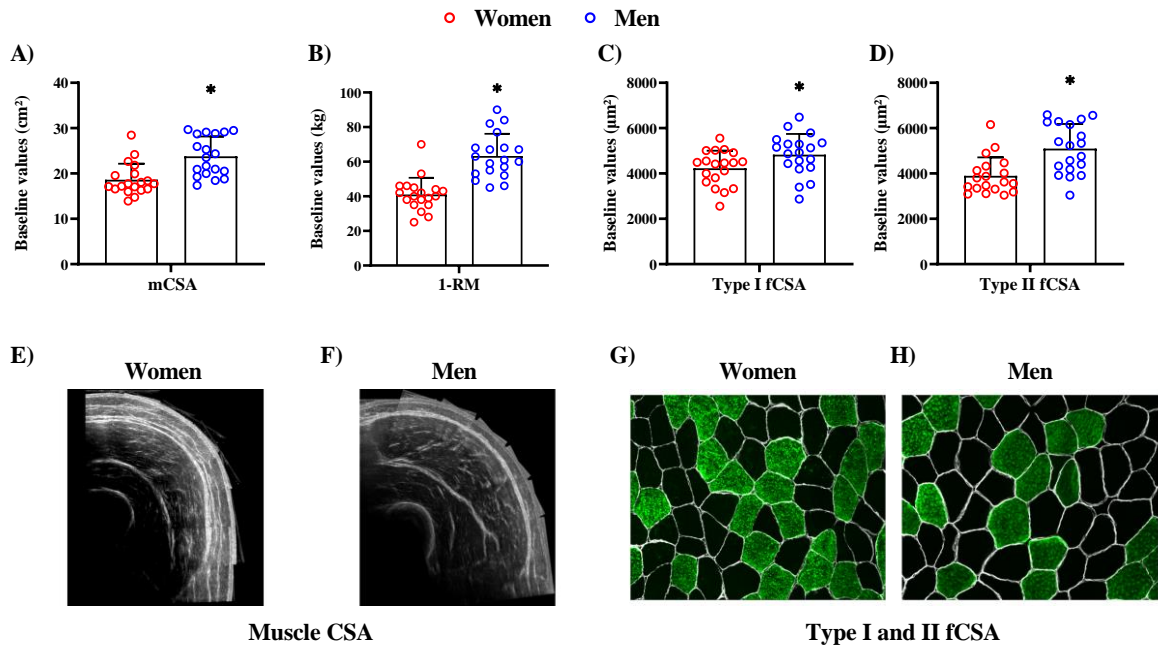 Women Men
A) B) C) D)
Baseline values (cm²)
40
30
20
10
0
*
mCSA
Baseline values (kg)
100
80
60
40
20
0
*
1-RM
Baseline values (µm²)
8000
6000
4000
2000
0
*
Type I fCSA
Baseline values (µm²)
8000
6000
4000
2000
0
*
Type II fCSA
E) F) G) H)
Women Men Women Men
Muscle CSA Type I and II fCSA